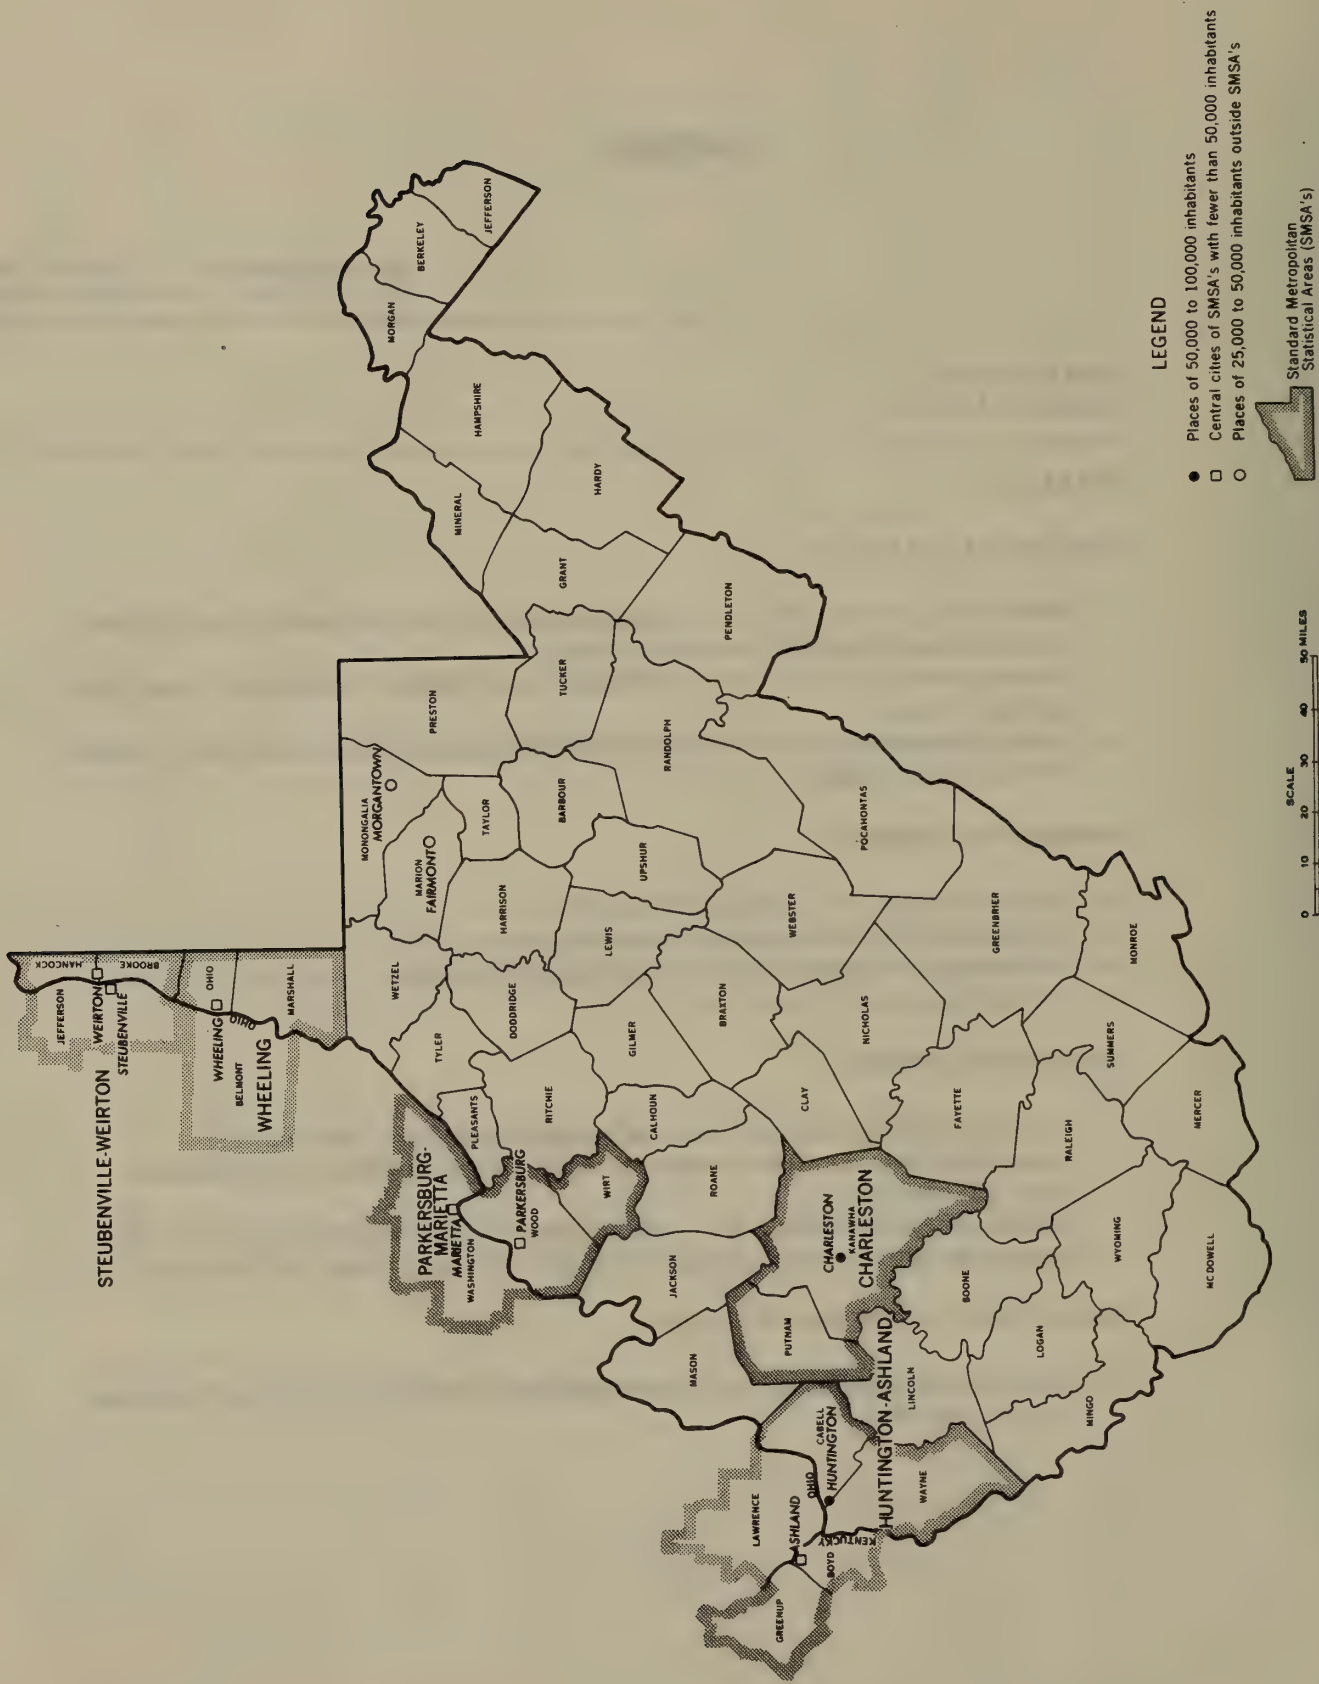 STEUBENVILLE-WEIRTON
JEFFERSON
HANCOCK
WEIRTON
STEUBENVILLE
BROOKE
OHIO
WHEELING
OHIO
BELMONT
WHEELING
MARSHALL
WETZEL
MONONGALIA
MORGANTOWN
MARION
FAIRMONT
PRESTON
TAYLOR
HARRISON
BARBOUR
TUCKER
TYLER
DODDRIDGE
PLEASANTS
RITCHIE
PARKERSBURG-
MARIETTA
MARIETTA
WASHINGTON
PARKERSBURG
WOOD
WIRT
CALHOUN
GILMER
LEWIS
UPSHUR
RANDOLPH
MORGAN
BERKELEY
JEFFERSON
HAMPSHIRE
MINERAL
HARDY
GRANT
PENDLETON
JACKSON
ROANE
BRAXTON
WEBSTER
POCAHONTAS
MASON
PUTNAM
CHARLESTON
KANAWHA
CHARLESTON
CLAY
NICHOLAS
GREENBRIER
LAWRENCE
OHIO
CABELL
HUNTINGTON
ASHLAND
KENTUCKY
BOYD
GREENUP
HUNTINGTON-ASHLAND
WAYNE
LINCOLN
BOONE
FAYETTE
LOGAN
RALEIGH
SUMMERS
MONROE
MINGO
WYOMING
MERCER
MC DOWELL
LEGEND
Places of 50,000 to 100,000 inhabitants
Central cities of SMSA's with fewer than 50,000 inhabitants
Places of 25,000 to 50,000 inhabitants outside SMSA's
Standard Metropolitan
Statistical Areas (SMSA's)
SCALE
0 10 20 30 40 50 MILES